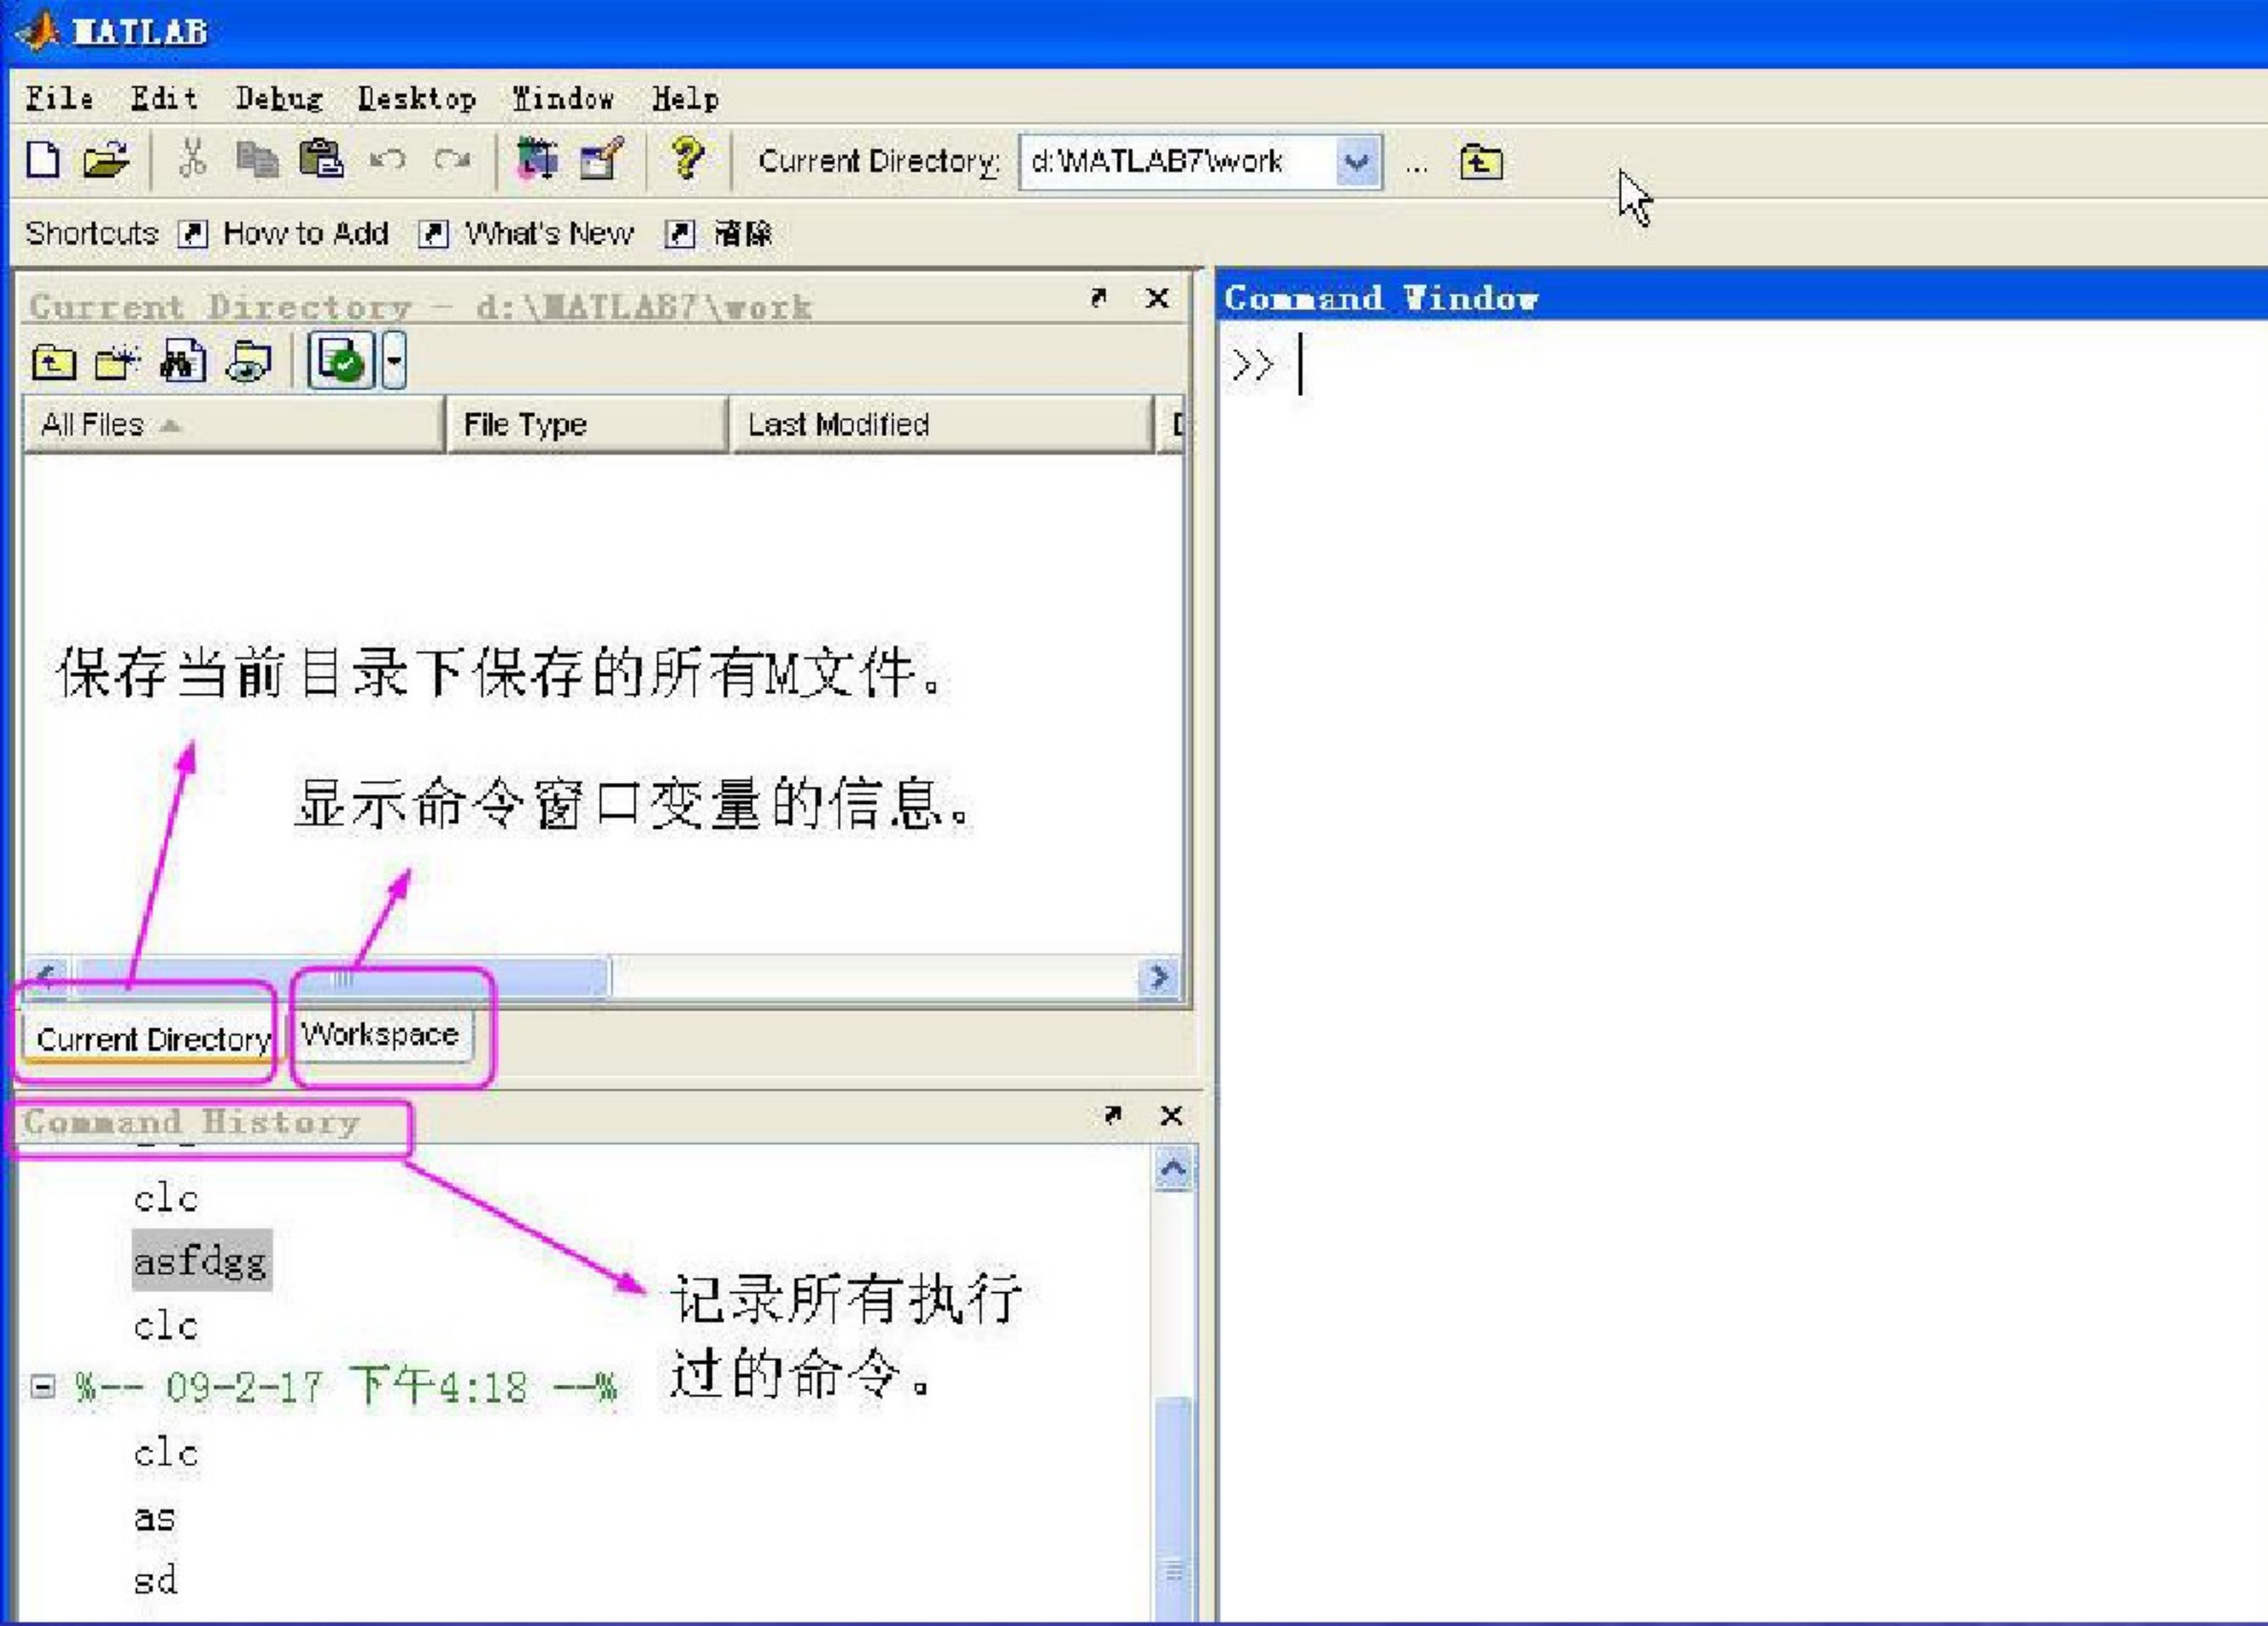 MATLAB
File Edit Debug Desktop Window Help
Current Directory: d:\MATLAB7\work ...
Shortcuts How to Add What's New 清除
Current Directory - d:\MATLAB7\work
All Files File Type Last Modified
保存当前目录下保存的所有M文件。
显示命令窗口变量的信息。
Current Directory Workspace
Command History
clc
asfdgg
clc
%-- 09-2-17 下午4:18 --%
clc
as
sd
记录所有执行
过的命令。
Command Window
>>